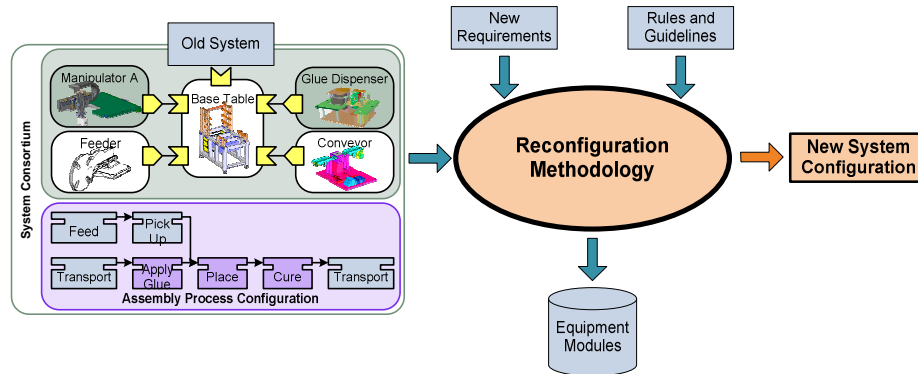 Old System
New
Requirements
Rules and
Guidelines
System Consortium
Manipulator A
Base Table
Glue Dispenser
Feeder
Conveyor
Reconfiguration
Methodology
New System
Configuration
Feed
Pick
Up
Transport
Apply
Glue
Place
Cure
Transport
Assembly Process Configuration
Equipment
Modules